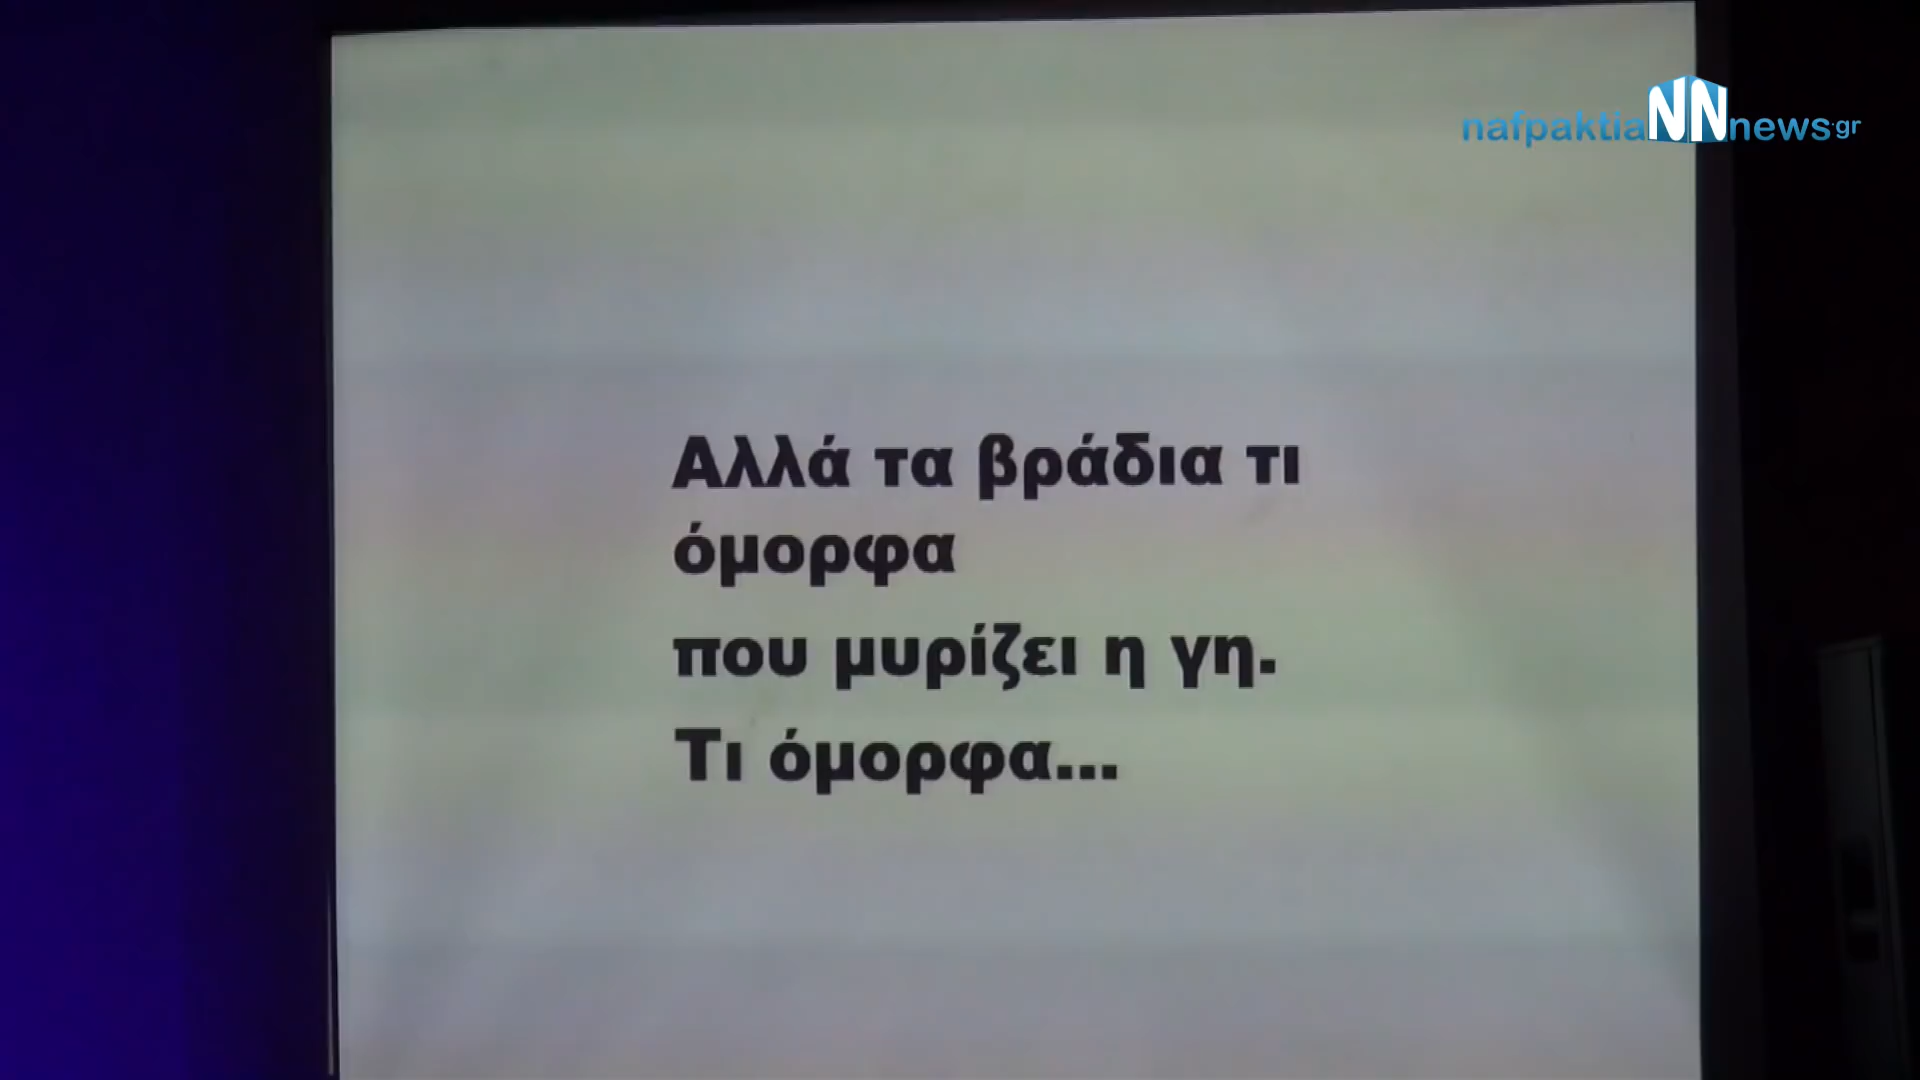 nafpaktiaNNnews.gr
Αλλά τα βράδια τι
όμορφα
που μυρίζει η γη.
Τι όμορφα...